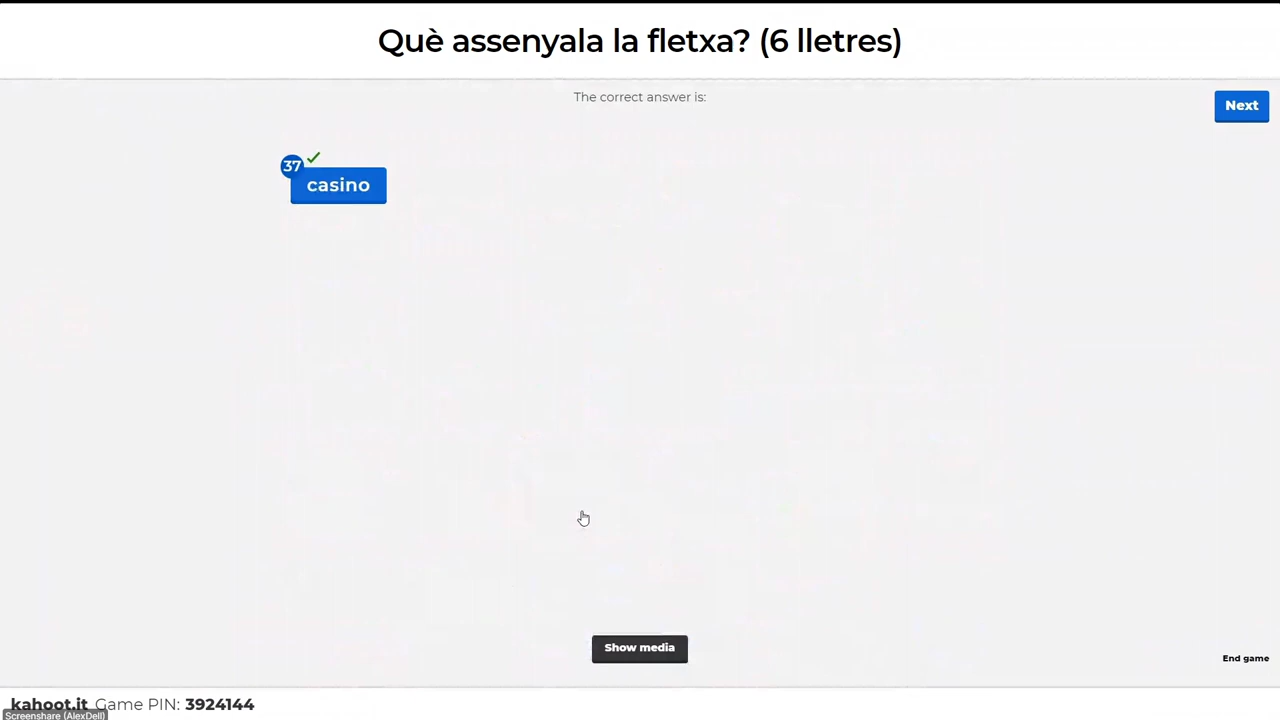 Què assenyala la fletxa? (6 lletres)
The correct answer is:
Next
37
casino
Show media
End game
kahoot.it Game PIN: 3924144
Screenshare (AlexDell)